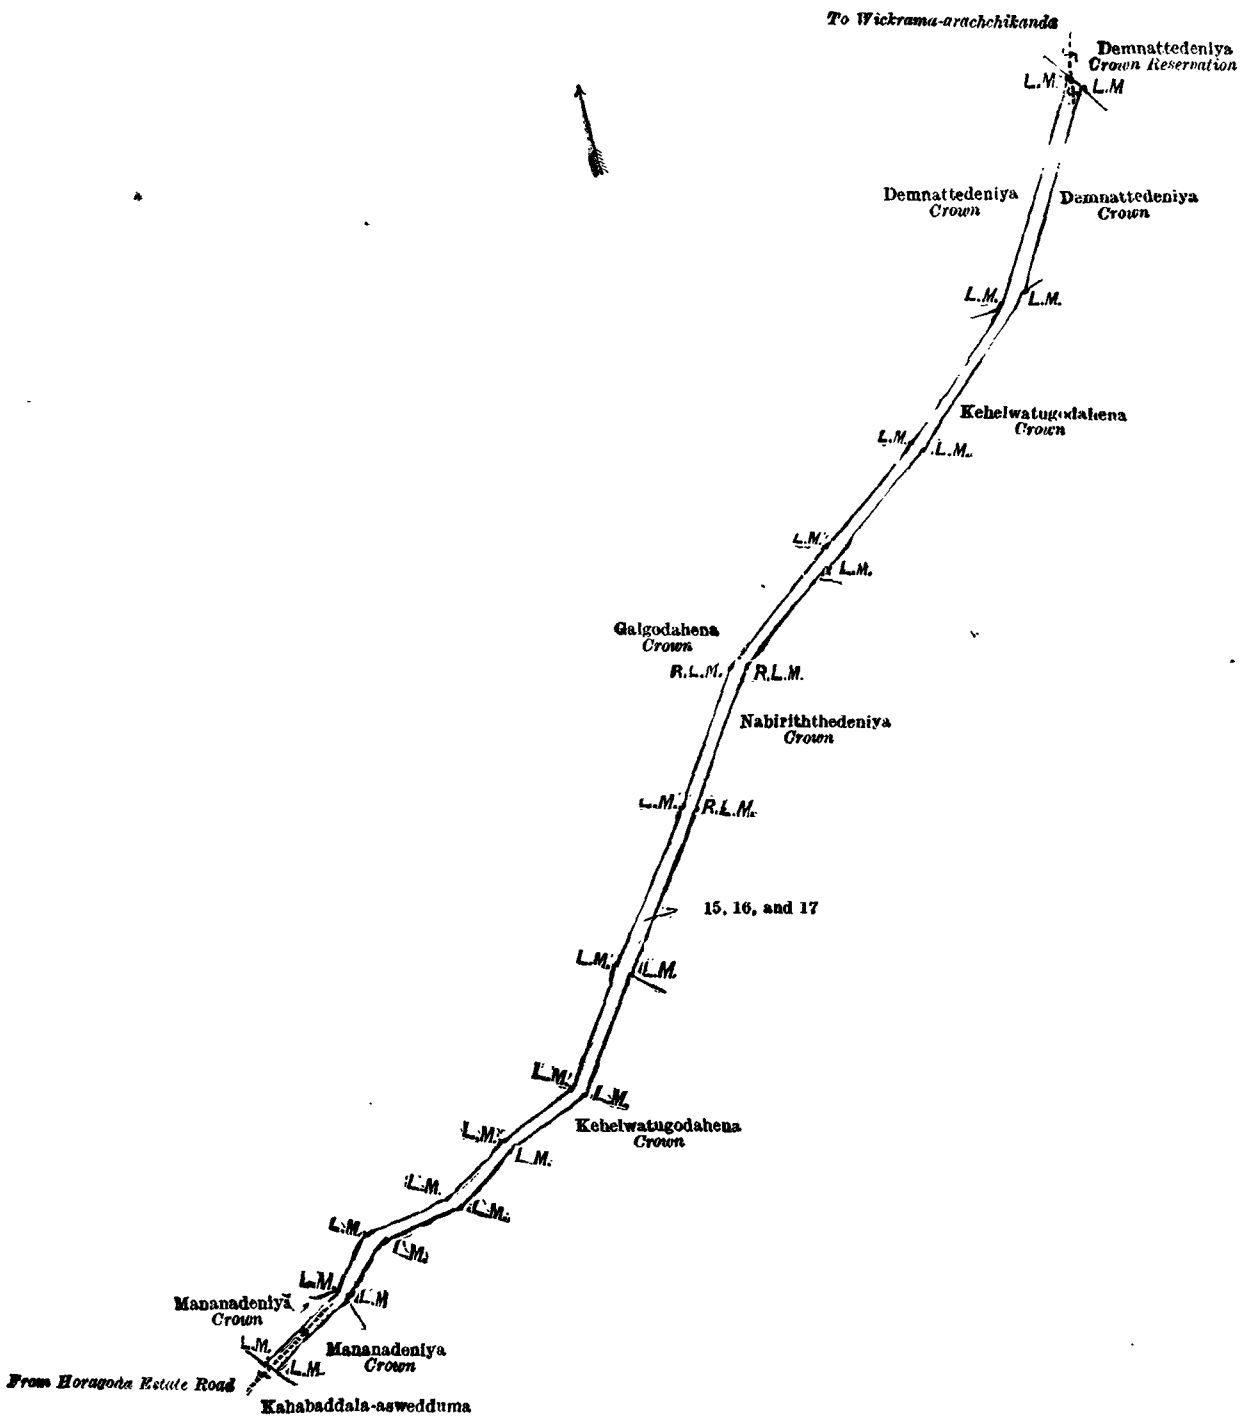 To Wickrama-arachchikanda
Demnattedeniya
Crown Reservation
L.M.
L.M
Demnattedeniya
Crown
Demnattedeniya
Crown
L.M.
L.M.
Kehelwatugodahena
Crown
L.M.
L.M.
L.M.
L.M.
Galgodahena
Crown
R.L.M.
R.L.M.
Nabiriththedeniya
Crown
L.M.
R.L.M.
15, 16, and 17
L.M.
L.M.
L.M.
L.M.
Kehelwatugodahena
Crown
L.M.
L.M.
L.M.
L.M.
L.M.
L.M.
L.M.
L.M
Mananadeniya
Crown
L.M.
Mananadeniya
Crown
L.M.
From Horagoda Estate Road
Kahabaddala-aswedduma